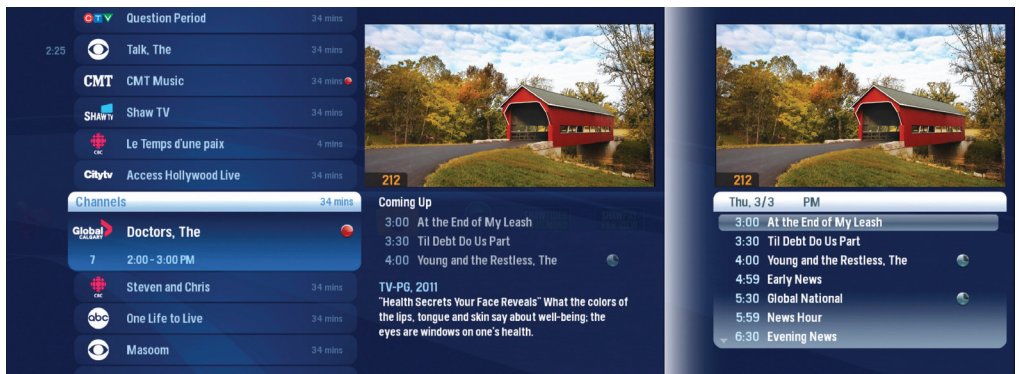 CTV Question Period 34 mins
2:25 Talk, The 34 mins
CMT CMT Music 34 mins
SHAW TV Shaw TV 34 mins
CBC Le Temps d'une paix 4 mins
Citytv Access Hollywood Live 34 mins
Channels 34 mins
Global CALGARY Doctors, The
7 2:00 - 3:00 PM
CBC Steven and Chris 34 mins
abc One Life to Live 34 mins
Masoom 34 mins
212
Coming Up
3:00 At the End of My Leash
3:30 Til Debt Do Us Part
4:00 Young and the Restless, The
TV-PG, 2011
"Health Secrets Your Face Reveals" What the colors of
the lips, tongue and skin say about well-being; the
eyes are windows on one's health.
212
Thu, 3/3 PM
3:00 At the End of My Leash
3:30 Til Debt Do Us Part
4:00 Young and the Restless, The
4:59 Early News
5:30 Global National
5:59 News Hour
6:30 Evening News